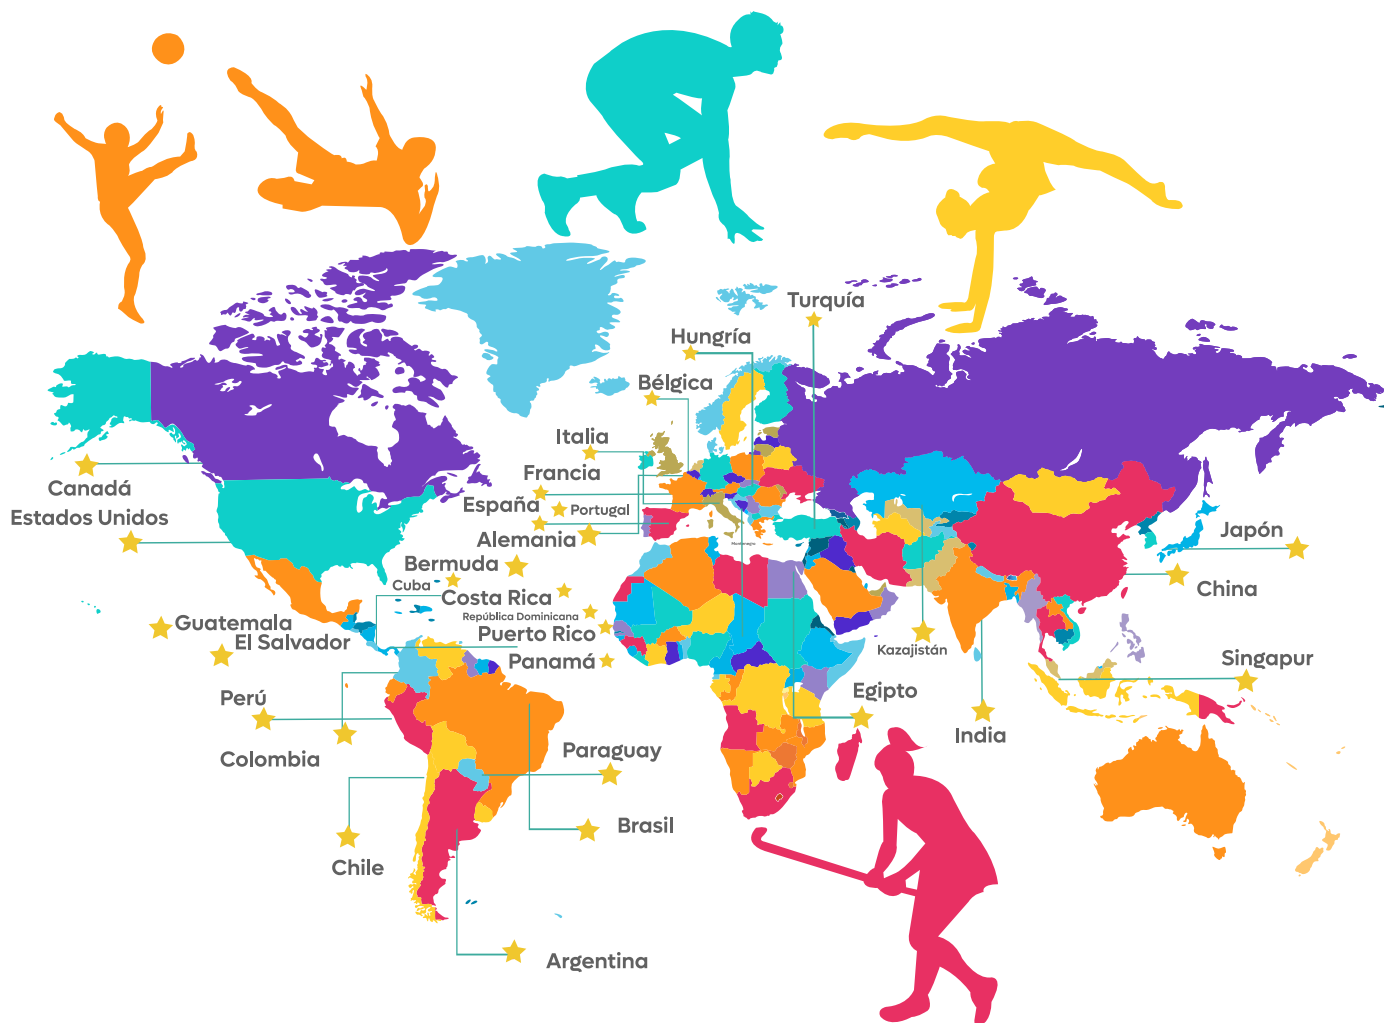 Turquía
Hungría
Bélgica
Italia
Francia
España
Portugal
Alemania
Canadá
Estados Unidos
Japón
Montenegro
Bermuda
Cuba
Costa Rica
República Dominicana
China
Guatemala
El Salvador
Puerto Rico
Panamá
Kazajistán
Singapur
Perú
Egipto
India
Colombia
Paraguay
Brasil
Chile
Argentina